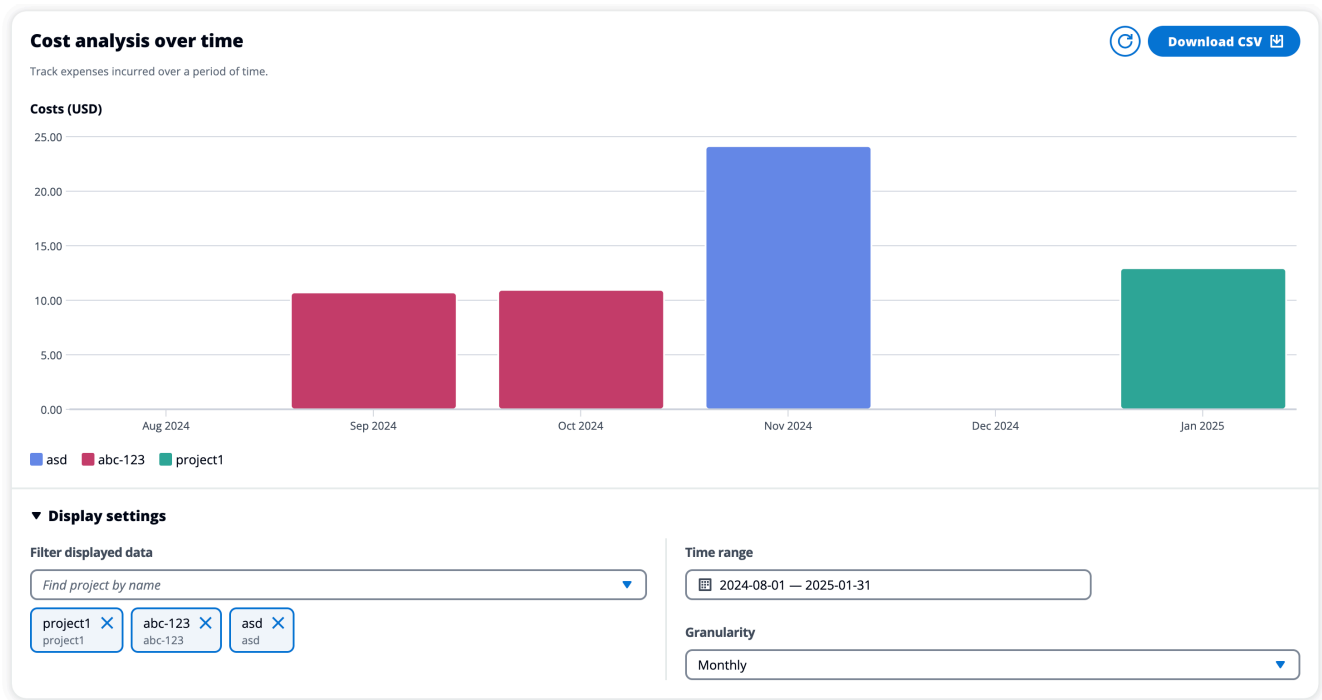 Cost analysis over time
Download CSV
Track expenses incurred over a period of time.
Costs (USD)
25.00
20.00
15.00
10.00
5.00
0.00
Aug 2024 Sep 2024 Oct 2024 Nov 2024 Dec 2024 Jan 2025
asd abc-123 project1
Display settings
Filter displayed data
Find project by name
project1 abc-123 asd
project1 abc-123 asd
Time range
2024-08-01 — 2025-01-31
Granularity
Monthly